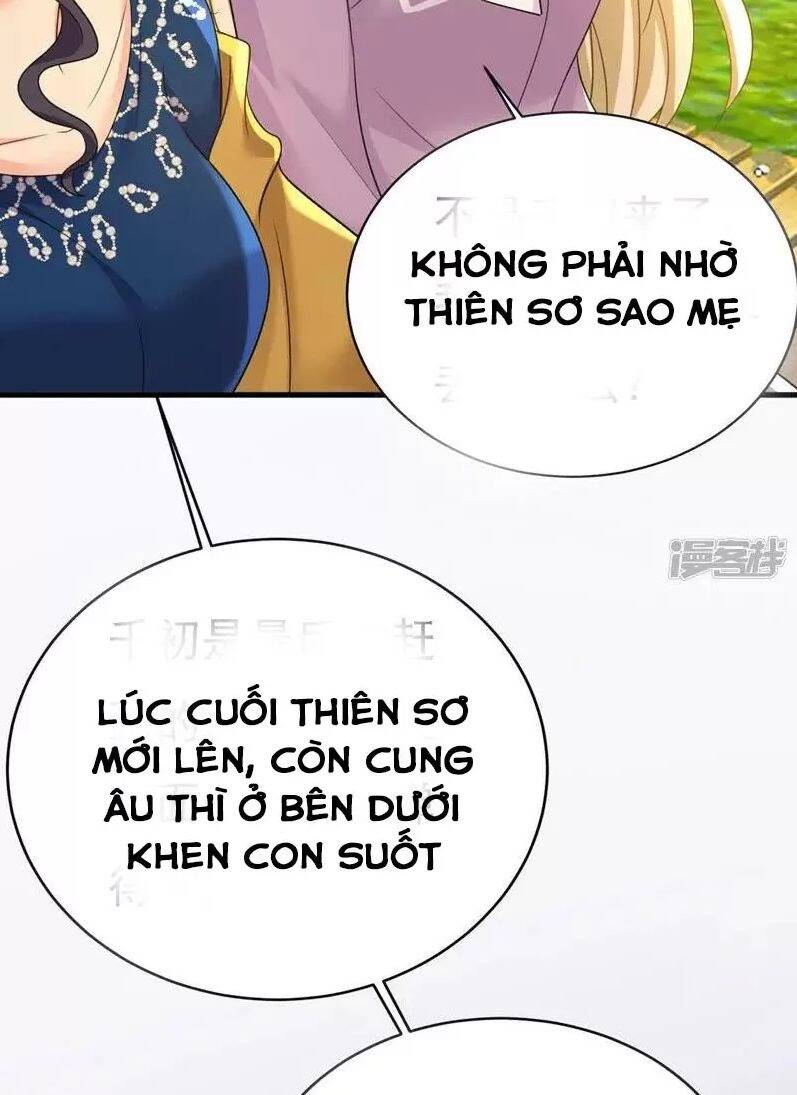 KHÔNG PHẢI NHỜ
THIÊN SƠ SAO MẸ
漫客栈
LÚC CUỐI THIÊN SƠ
MỚI LÊN, CÒN CUNG
ÂU THÌ Ở BÊN DƯỚI
KHEN CON SUỐT